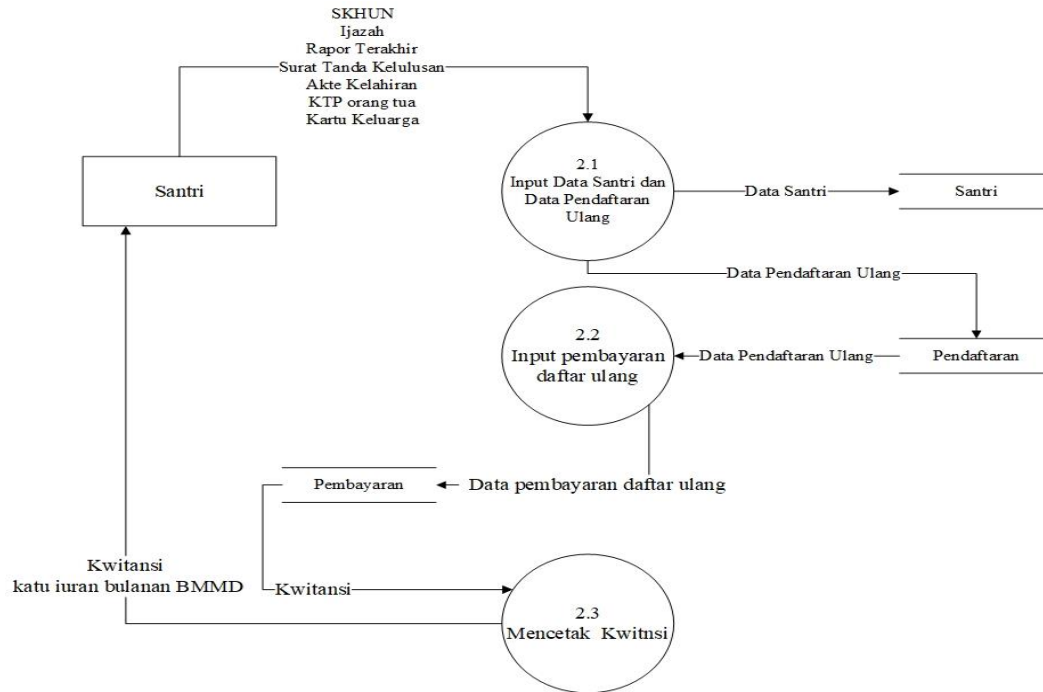 SKHUN
Ijazah
Rapor Terakhir
Surat Tanda Kelulusan
Akte Kelahiran
KTP orang tua
Kartu Keluarga
Santri
2.1
Input Data Santri dan
Data Pendaftaran
Ulang
Data Santri
Santri
Data Pendaftaran Ulang
2.2
Input pembayaran
daftar ulang
Data Pendaftaran Ulang
Pendaftaran
Pembayaran
Data pembayaran daftar ulang
Kwitansi
katu iuran bulanan BMMD
Kwitansi
2.3
Mencetak Kwitnsi